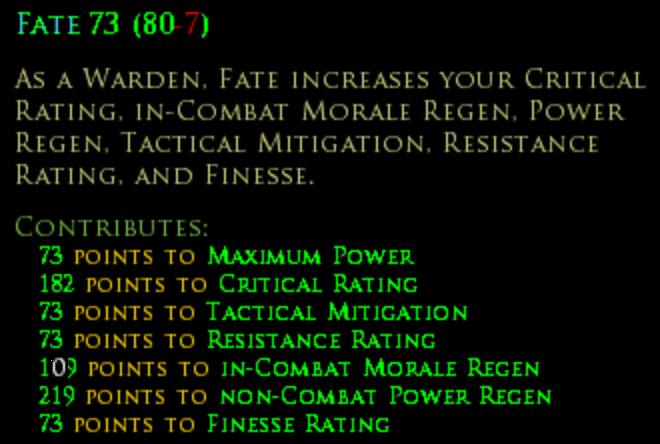 Fate 73 (80-7)
As a Warden, Fate increases your Critical
Rating, in-Combat Morale Regen, Power
Regen, Tactical Mitigation, Resistance
Rating, and Finesse.
Contributes:
73 points to Maximum Power
182 points to Critical Rating
73 points to Tactical Mitigation
73 points to Resistance Rating
109 points to in-Combat Morale Regen
219 points to non-Combat Power Regen
73 points to Finesse Rating